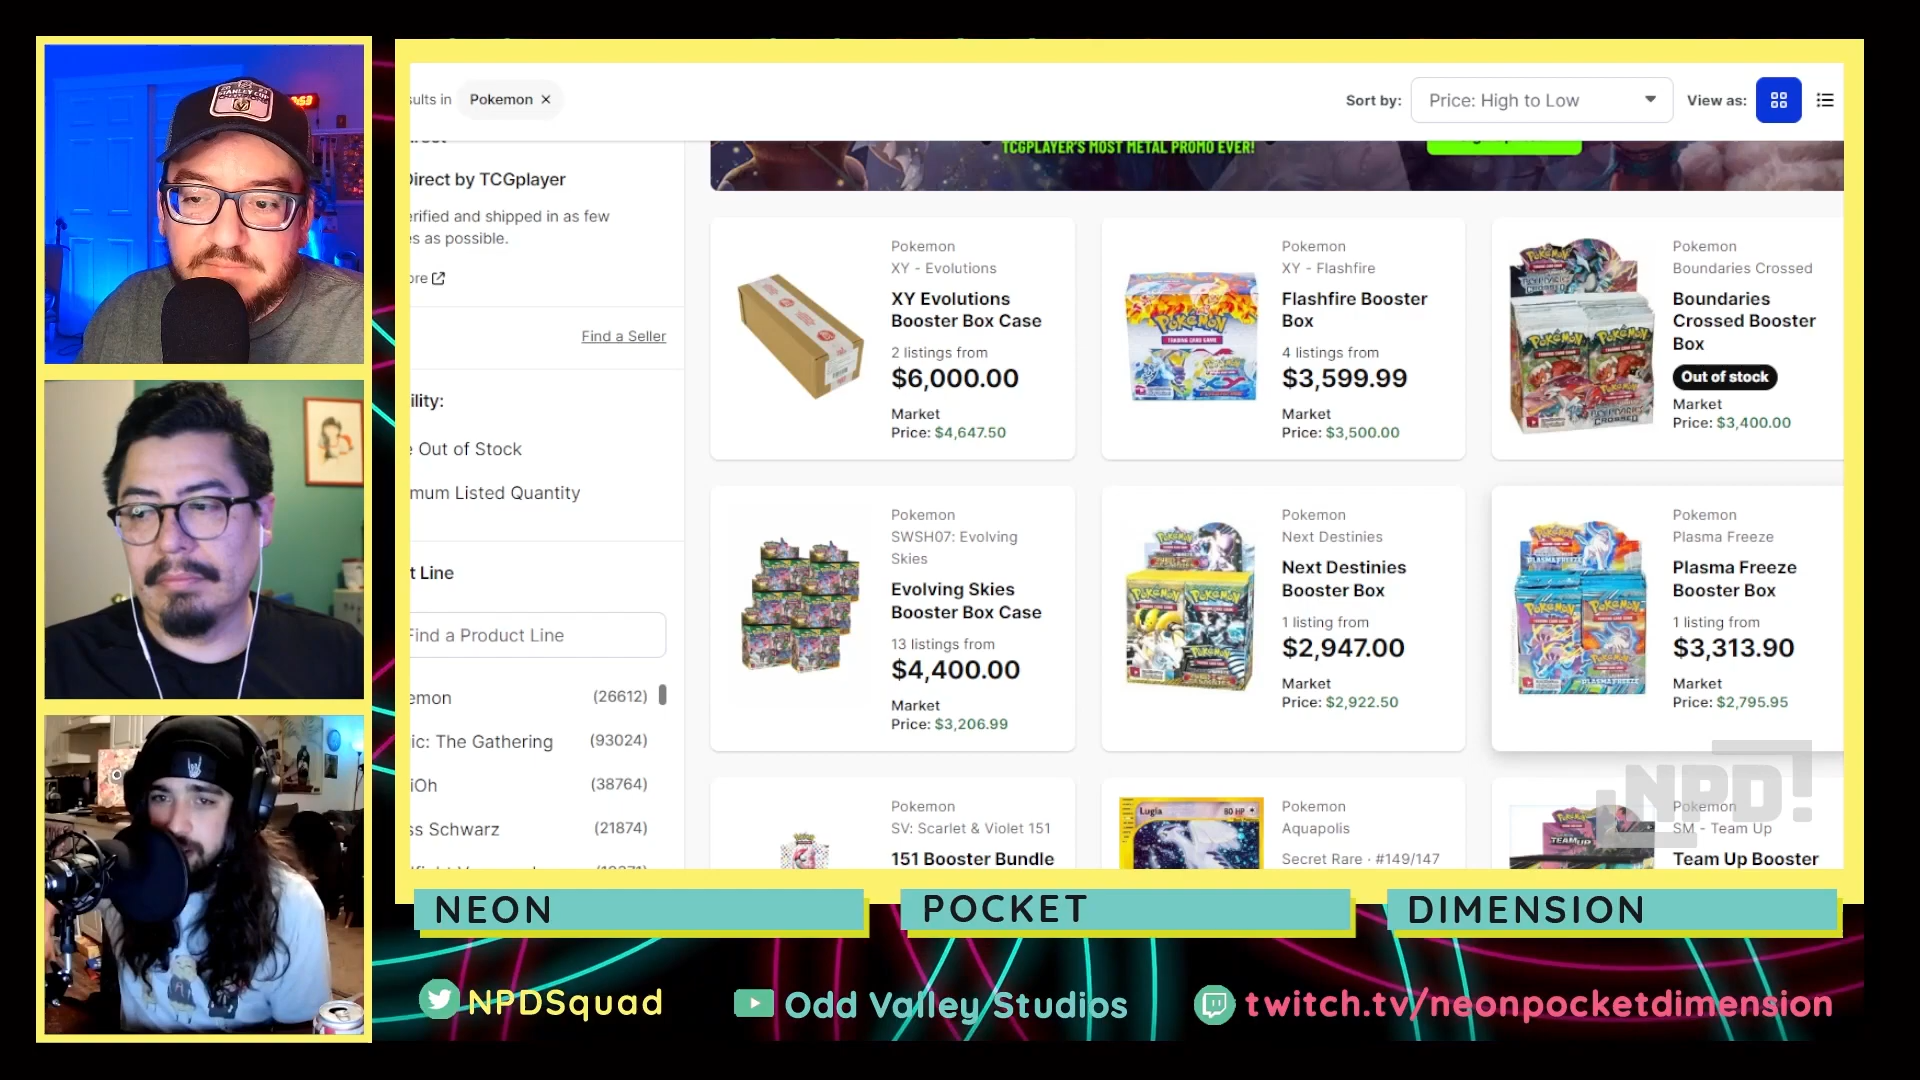 sults in Pokemon ×
Sort by: Price: High to Low View as:
TCGPLAYER'S MOST METAL PROMO EVER!
Direct by TCGplayer
erified and shipped in as few
es as possible.
ore
Find a Seller
ility:
e Out of Stock
mum Listed Quantity
t Line
Find a Product Line
emon (26612)
ic: The Gathering (93024)
iOh (38764)
ss Schwarz (21874)
Pokemon
XY - Evolutions
XY Evolutions
Booster Box Case
2 listings from
$6,000.00
Market
Price: $4,647.50
Pokemon
XY - Flashfire
Flashfire Booster
Box
4 listings from
$3,599.99
Market
Price: $3,500.00
Pokemon
Boundaries Crossed
Boundaries
Crossed Booster
Box
Out of stock
Market
Price: $3,400.00
Pokemon
SWSH07: Evolving
Skies
Evolving Skies
Booster Box Case
13 listings from
$4,400.00
Market
Price: $3,206.99
Pokemon
Next Destinies
Next Destinies
Booster Box
1 listing from
$2,947.00
Market
Price: $2,922.50
Pokemon
Plasma Freeze
Plasma Freeze
Booster Box
1 listing from
$3,313.90
Market
Price: $2,795.95
Pokemon
SV: Scarlet & Violet 151
151 Booster Bundle
Lugia 80 HP
Pokemon
Aquapolis
Secret Rare · #149/147
TEAM UP
Pokemon
SM - Team Up
Team Up Booster
NPD!
NEON
POCKET
DIMENSION
NPDSquad
Odd Valley Studios
twitch.tv/neonpocketdimension